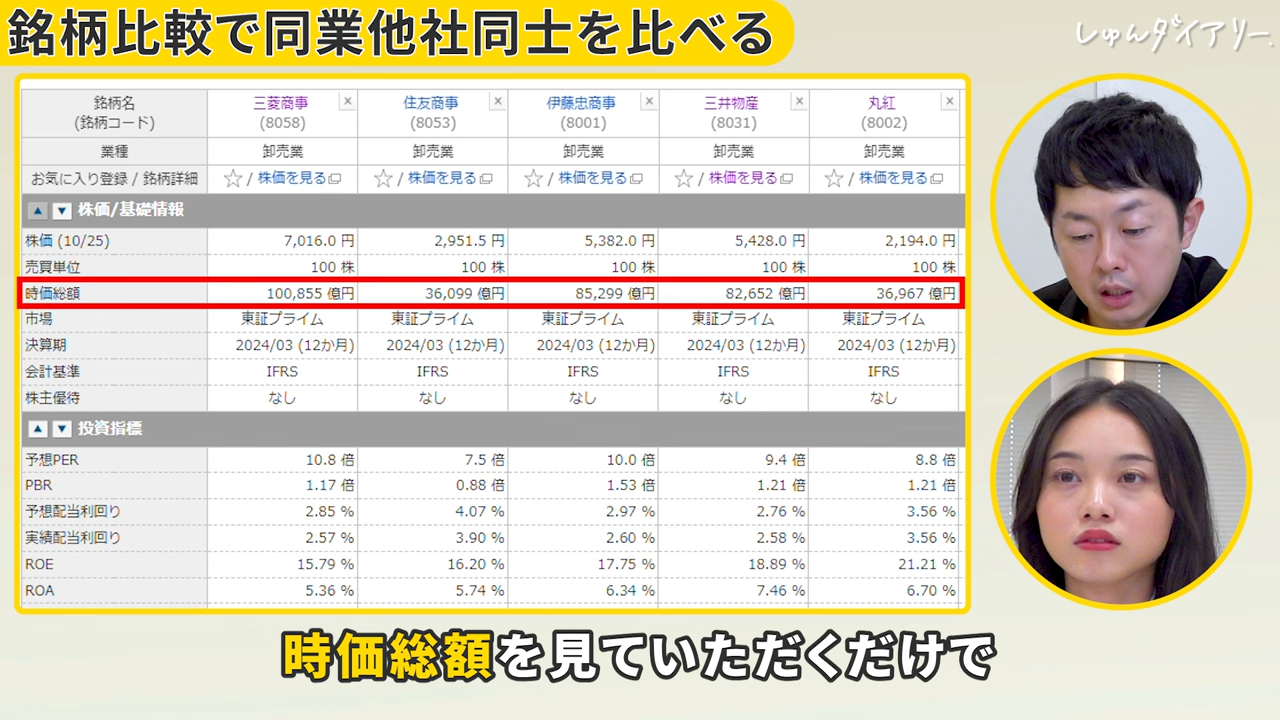 銘柄比較で同業他社同士を比べる
しゅんダイアリー.
銘柄名 三菱商事 × 住友商事 × 伊藤忠商事 × 三井物産 × 丸紅 ×
(銘柄コード) (8058) (8053) (8001) (8031) (8002)
業種 卸売業 卸売業 卸売業 卸売業 卸売業
お気に入り登録 / 銘柄詳細 ☆ / 株価を見る ☆ / 株価を見る ☆ / 株価を見る ☆ / 株価を見る ☆ / 株価を見る
▲ ▼ 株価/基礎情報
株価 (10/25) 7,016.0 円 2,951.5 円 5,382.0 円 5,428.0 円 2,194.0 円
売買単位 100 株 100 株 100 株 100 株 100 株
時価総額 100,855 億円 36,099 億円 85,299 億円 82,652 億円 36,967 億円
市場 東証プライム 東証プライム 東証プライム 東証プライム 東証プライム
決算期 2024/03 (12か月) 2024/03 (12か月) 2024/03 (12か月) 2024/03 (12か月) 2024/03 (12か月)
会計基準 IFRS IFRS IFRS IFRS IFRS
株主優待 なし なし なし なし なし
▲ ▼ 投資指標
予想PER 10.8 倍 7.5 倍 10.0 倍 9.4 倍 8.8 倍
PBR 1.17 倍 0.88 倍 1.53 倍 1.21 倍 1.21 倍
予想配当利回り 2.85 % 4.07 % 2.97 % 2.76 % 3.56 %
実績配当利回り 2.57 % 3.90 % 2.60 % 2.58 % 3.56 %
ROE 15.79 % 16.20 % 17.75 % 18.89 % 21.21 %
ROA 5.36 % 5.74 % 6.34 % 7.46 % 6.70 %
時価総額を見ていただくだけで